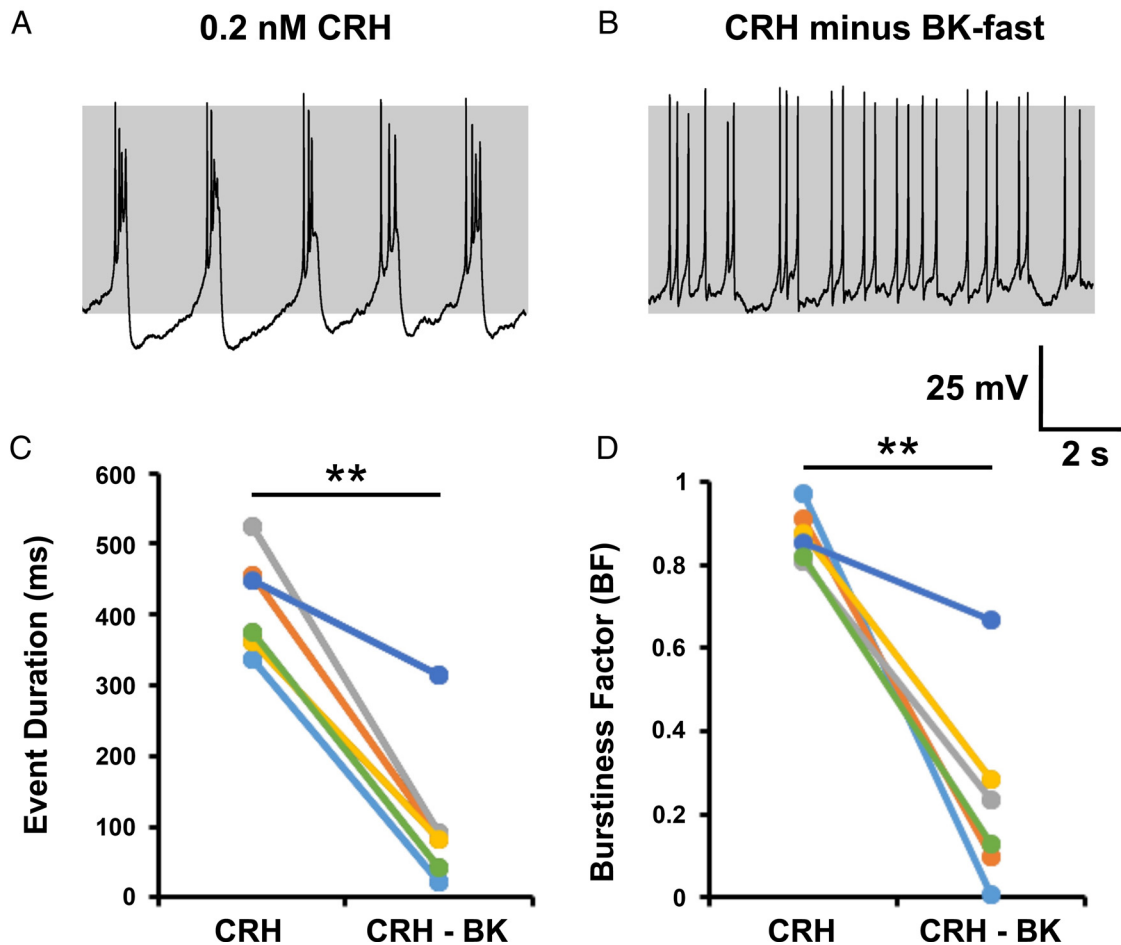 A
0.2 nM CRH
B
CRH minus BK-fast
25 mV
2 s
C
**
600
500
400
300
200
100
0
Event Duration (ms)
CRH
CRH - BK
D
**
1
0.8
0.6
0.4
0.2
0
Burstiness Factor (BF)
CRH
CRH - BK